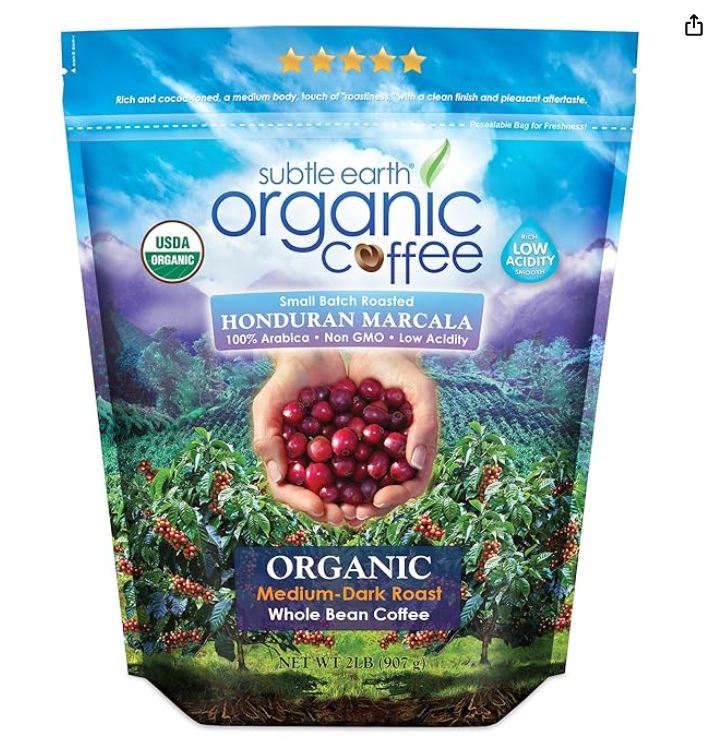 Rich and cocoa-toned, a medium body, touch of "roastiness," with a clean finish and pleasant aftertaste.
Resealable Bag for Freshness!
subtle earth®
organic
coffee
USDA
ORGANIC
RICH
LOW
ACIDITY
SMOOTH
Small Batch Roasted
HONDURAN MARCALA
100% Arabica • Non GMO • Low Acidity
ORGANIC
Medium-Dark Roast
Whole Bean Coffee
NET WT 2LB (907 g)